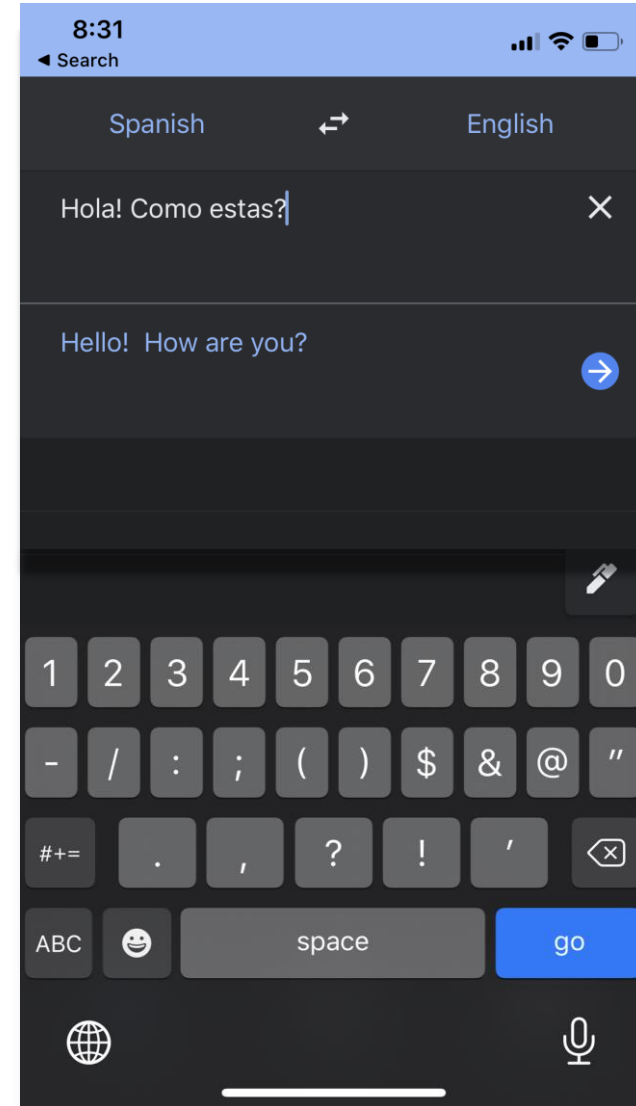 8:31
◄ Search
Spanish English
Hola! Como estas?
Hello!  How are you?
1 2 3 4 5 6 7 8 9 0
- / : ; ( ) $ & @ "
#+= . , ? ! '
ABC space go